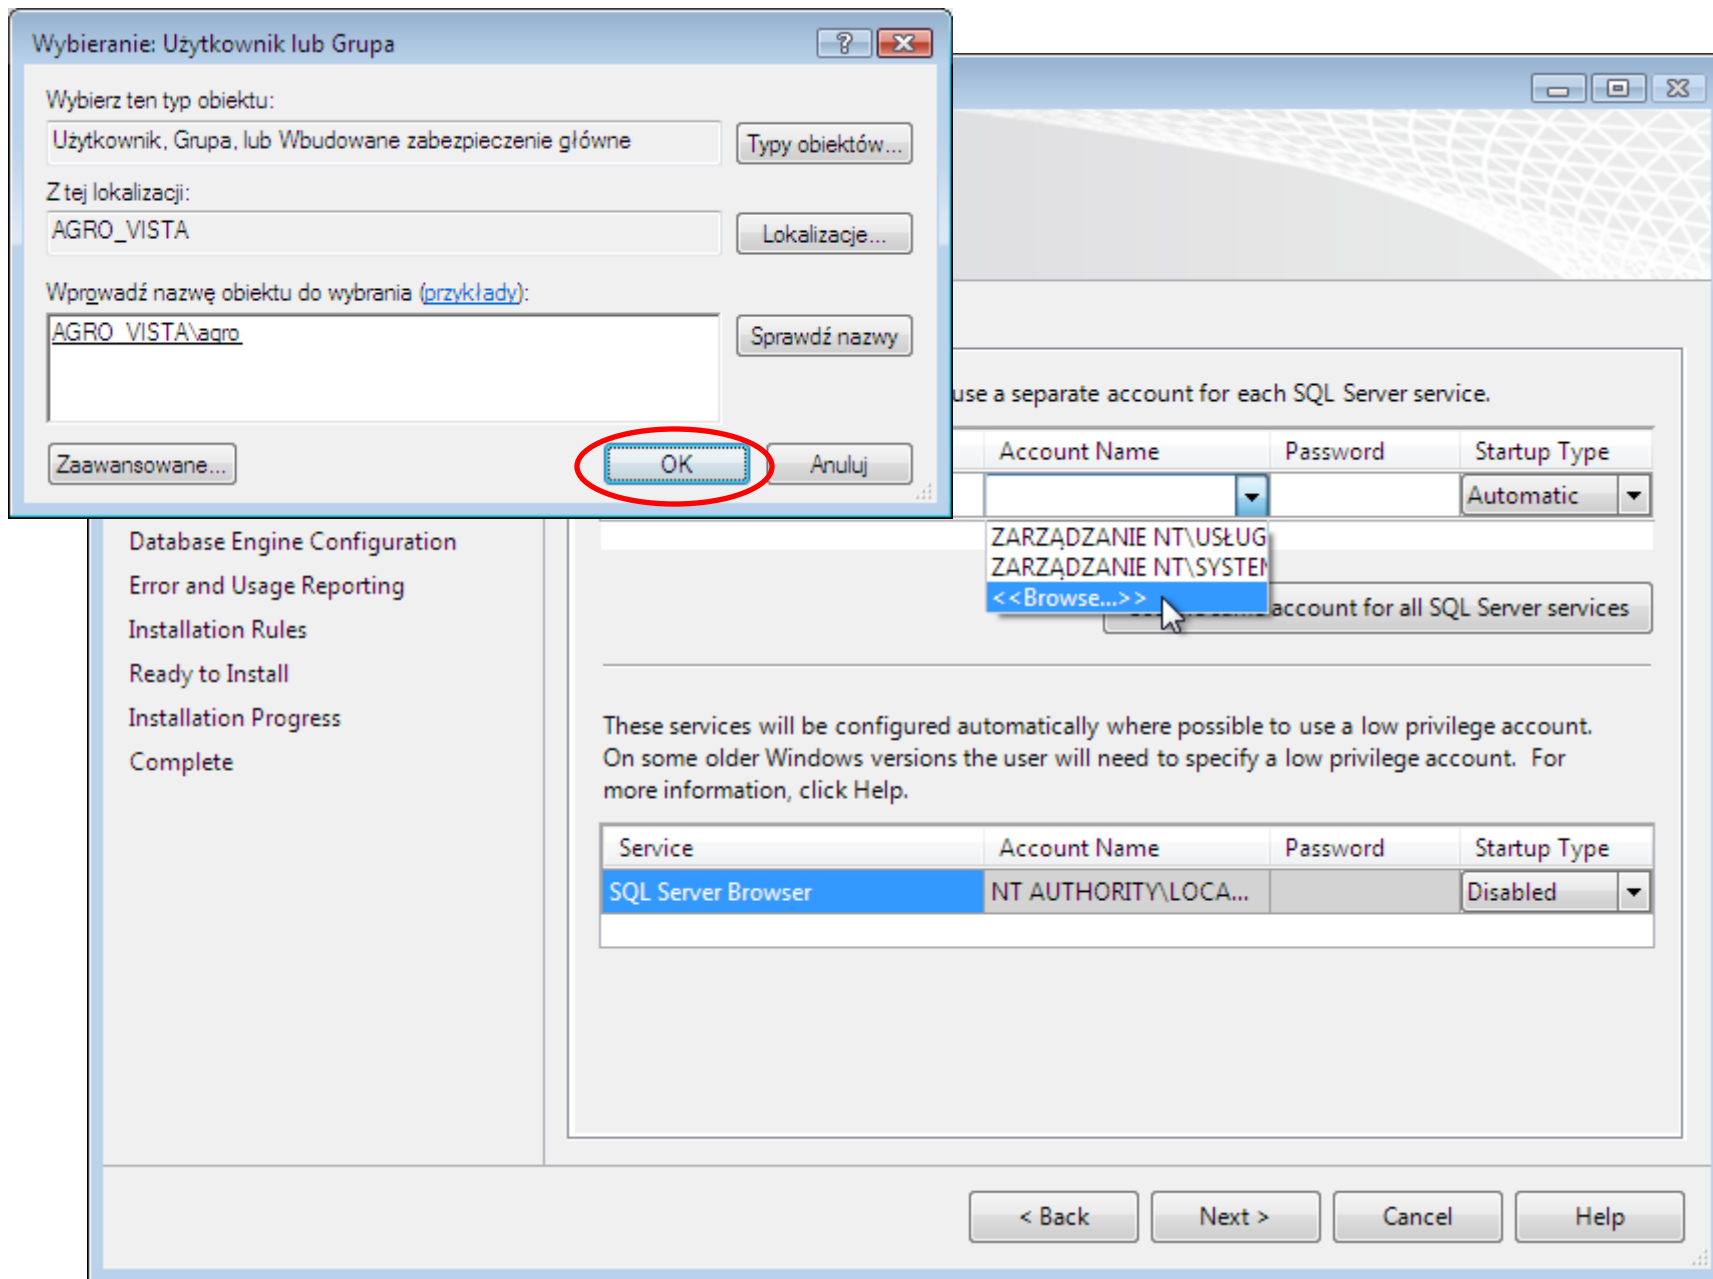 Wybieranie: Użytkownik lub Grupa
Wybierz ten typ obiektu:
Użytkownik, Grupa, lub Wbudowane zabezpieczenie główne
Typy obiektów...
Z tej lokalizacji:
AGRO_VISTA
Lokalizacje...
Wprowadź nazwę obiektu do wybrania (przykłady):
AGRO_VISTA\agro
Sprawdź nazwy
Zaawansowane...
OK
Anuluj
use a separate account for each SQL Server service.
Account Name Password Startup Type
Automatic
ZARZĄDZANIE NT\USŁUG
ZARZĄDZANIE NT\SYSTEM
<<Browse...>>
account for all SQL Server services
Database Engine Configuration
Error and Usage Reporting
Installation Rules
Ready to Install
Installation Progress
Complete
These services will be configured automatically where possible to use a low privilege account.
On some older Windows versions the user will need to specify a low privilege account. For
more information, click Help.
Service Account Name Password Startup Type
SQL Server Browser NT AUTHORITY\LOCA... Disabled
< Back
Next >
Cancel
Help